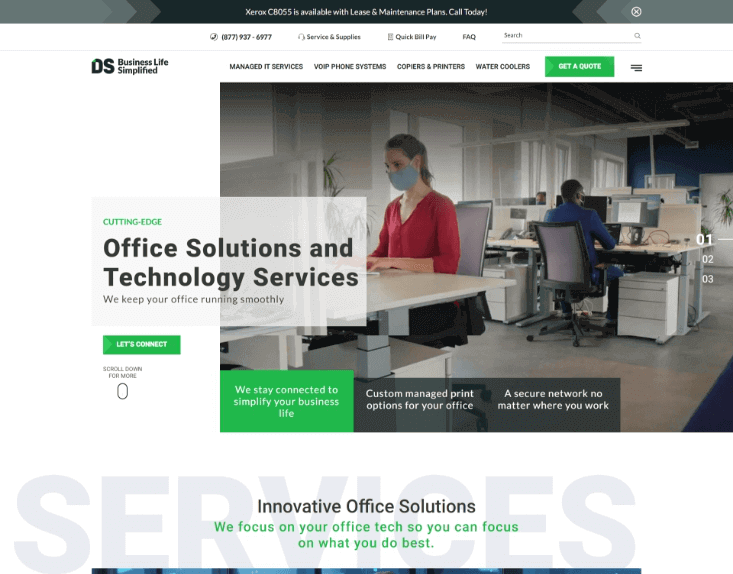 Xerox C8055 is available with Lease & Maintenance Plans. Call Today!
(877) 937 - 6977
Service & Supplies
Quick Bill Pay
FAQ
Search
DS Business Life
Simplified
MANAGED IT SERVICES
VOIP PHONE SYSTEMS
COPIERS & PRINTERS
WATER COOLERS
GET A QUOTE
CUTTING-EDGE
Office Solutions and
Technology Services
We keep your office running smoothly
01
02
03
LET'S CONNECT
SCROLL DOWN
FOR MORE
We stay connected to
simplify your business
life
Custom managed print
options for your office
A secure network no
matter where you work
SERVICES
Innovative Office Solutions
We focus on your office tech so you can focus
on what you do best.